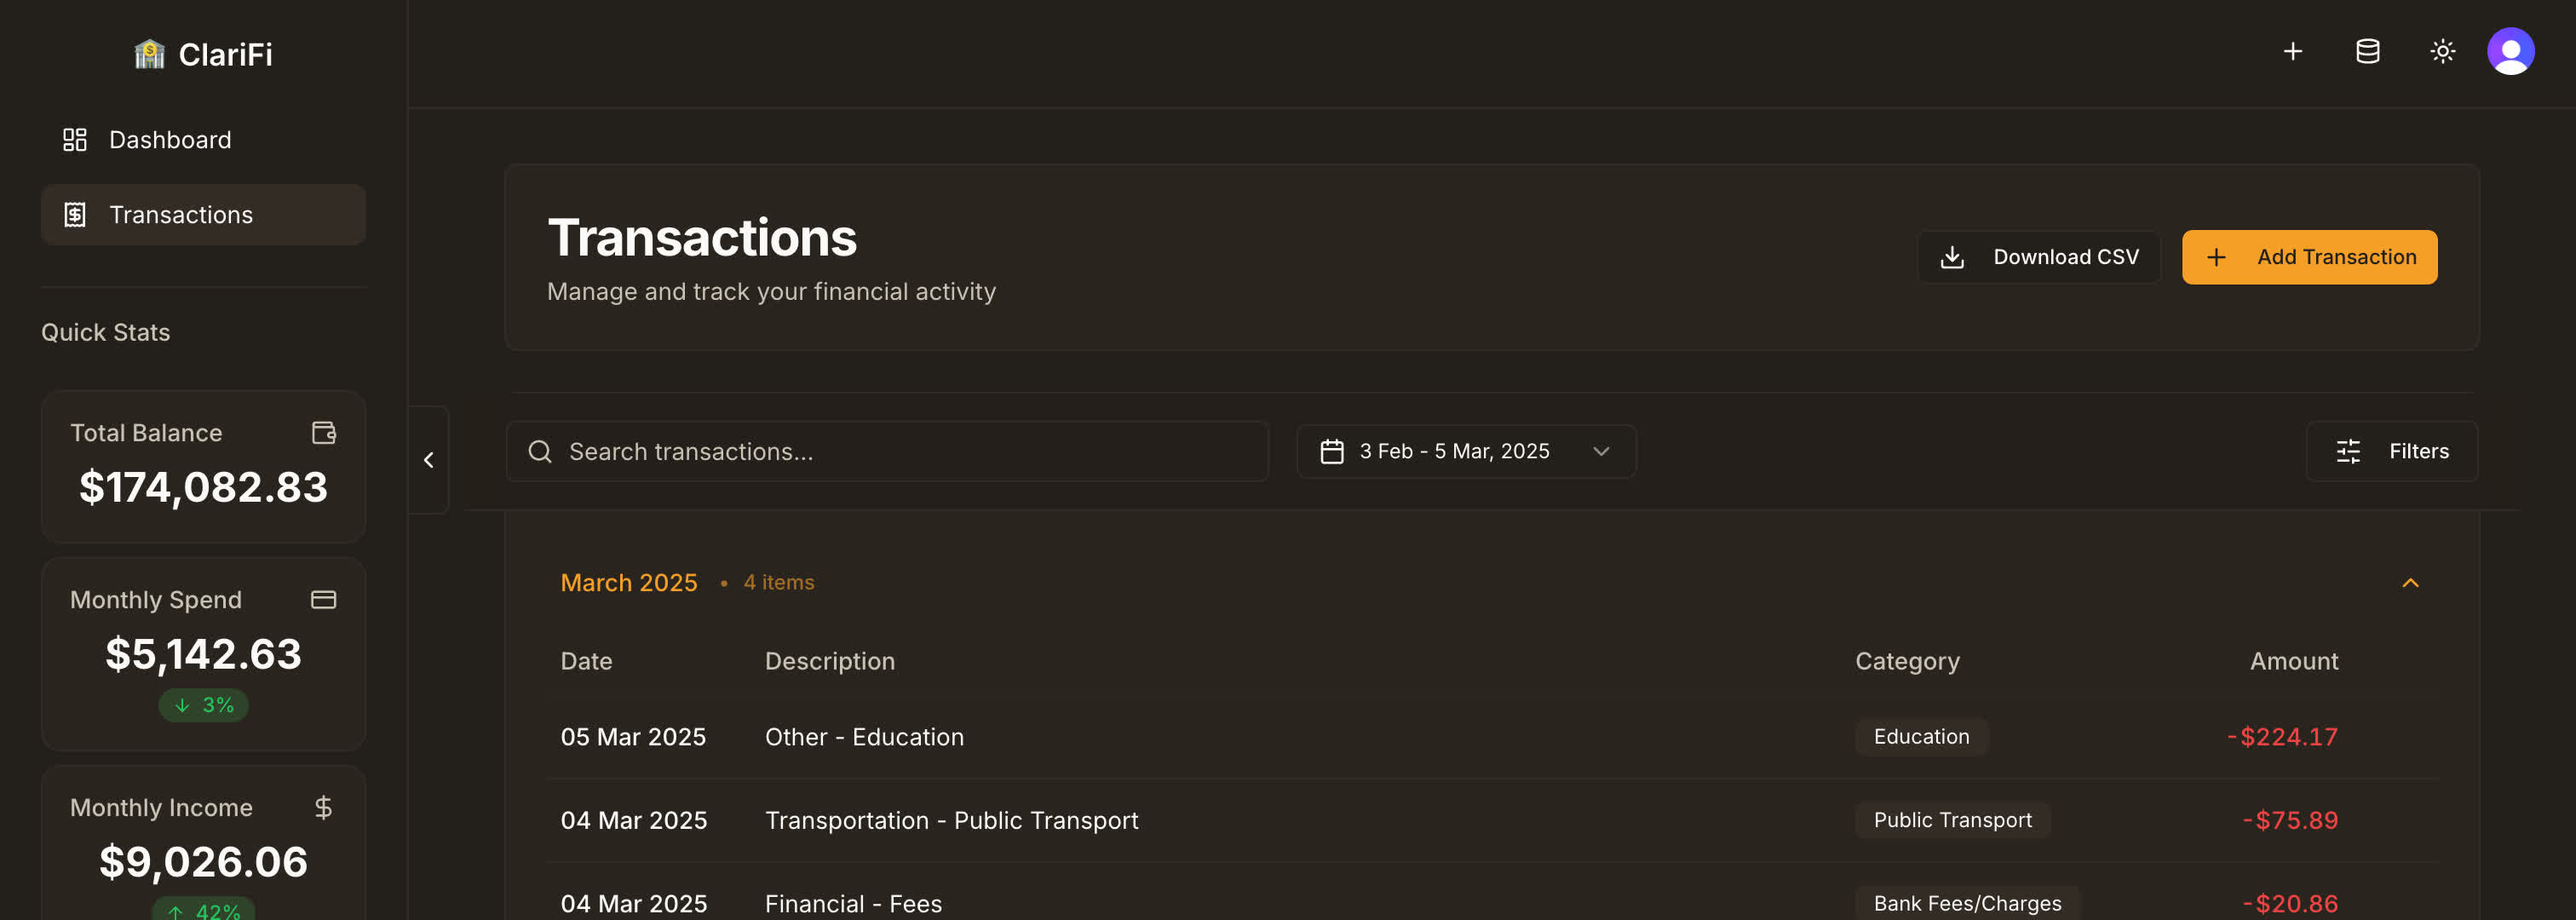 ClariFi
Dashboard
Transactions
Quick Stats
Total Balance
$174,082.83
Monthly Spend
$5,142.63
↓ 3%
Monthly Income
$9,026.06
↑ 42%
Transactions
Manage and track your financial activity
Download CSV
+ Add Transaction
Search transactions...
3 Feb - 5 Mar, 2025
Filters
March 2025 • 4 items
Date Description Category Amount
05 Mar 2025 Other - Education Education -$224.17
04 Mar 2025 Transportation - Public Transport Public Transport -$75.89
04 Mar 2025 Financial - Fees Bank Fees/Charges -$20.86